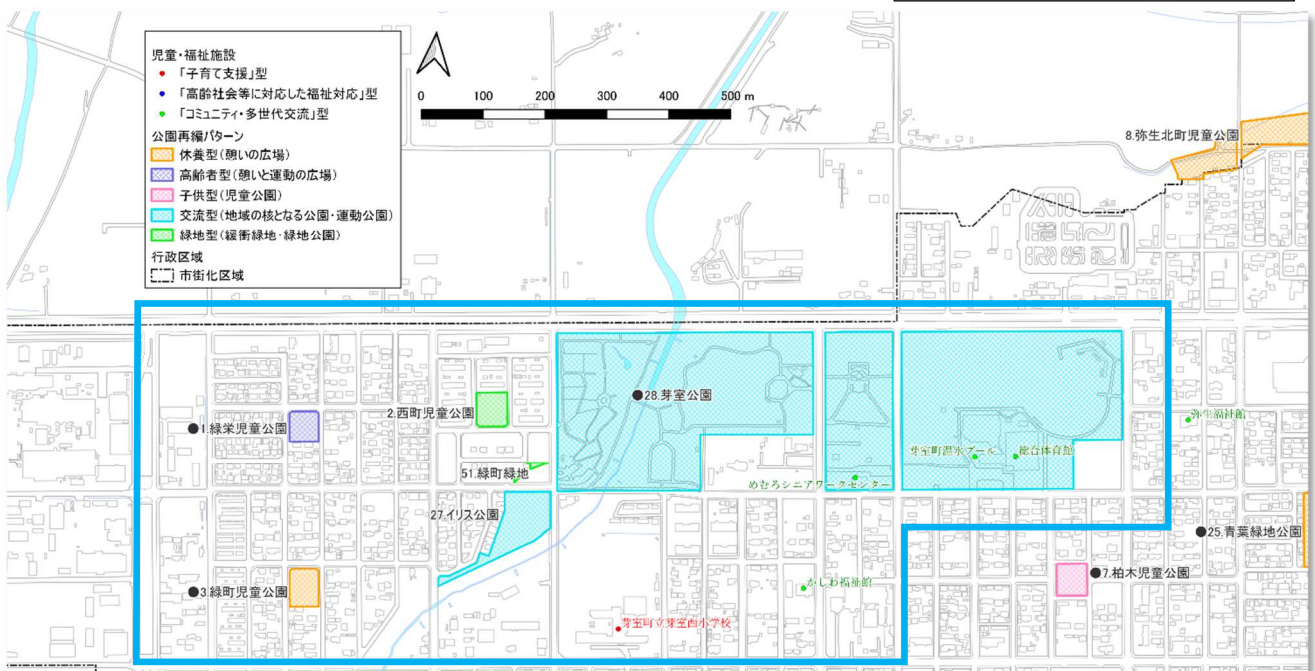 児童・福祉施設
「子育て支援」型
「高齢社会等に対応した福祉対応」型
「コミュニティ・多世代交流」型
公園再編パターン
休養型(憩いの広場)
高齢者型(憩いと運動の広場)
子供型(児童公園)
交流型(地域の核となる公園・運動公園)
緑地型(緩衝緑地・緑地公園)
行政区域
市街化区域
0 100 200 300 400 500 m
8.弥生北町児童公園
28.芽室公園
2.西町児童公園
1.緑栄児童公園
弥生福祉館
芽室町温水プール
総合体育館
51.緑町緑地
めむろシニアワークセンター
27.イリス公園
25.青葉緑地公園
7.柏木児童公園
3.緑町児童公園
かしわ福祉館
芽室町立芽室西小学校